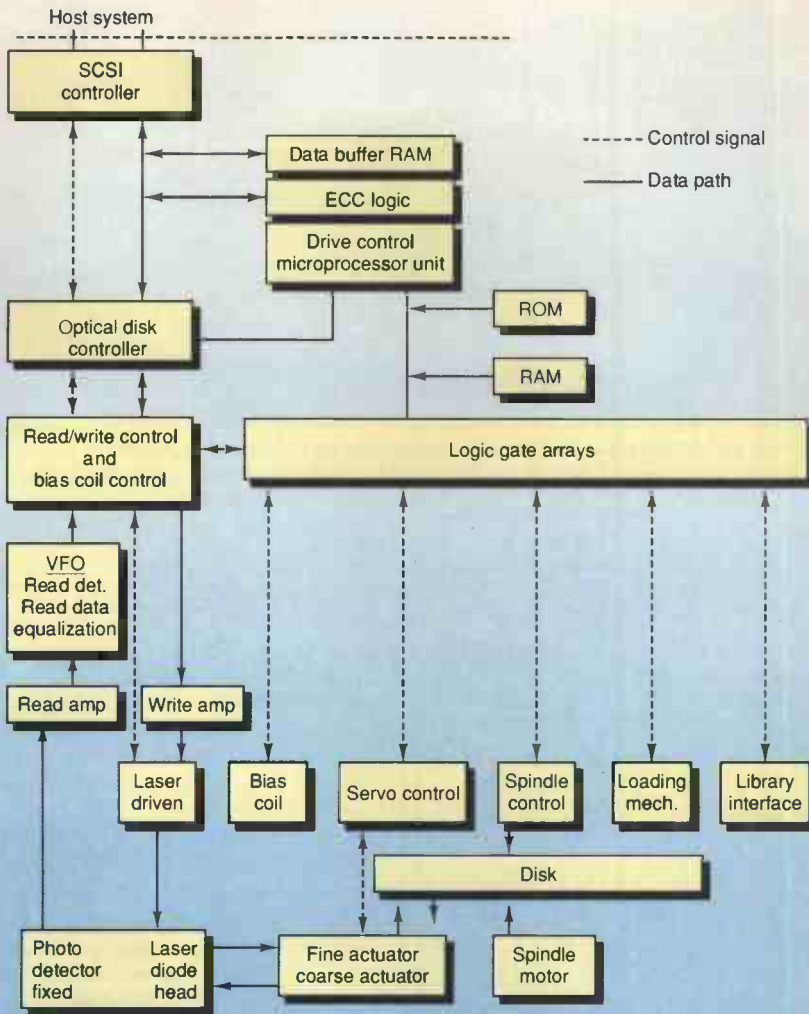 Host system
SCSI
controller
Control signal
Data path
Data buffer RAM
ECC logic
Drive control
microprocessor unit
Optical disk
controller
ROM
RAM
Read/write control
and
bias coil control
Logic gate arrays
VFO
Read det.
Read data
equalization
Read amp
Write amp
Laser
driven
Bias
coil
Servo control
Spindle
control
Loading
mech.
Library
interface
Disk
Photo
detector
fixed
Laser
diode
head
Fine actuator
coarse actuator
Spindle
motor